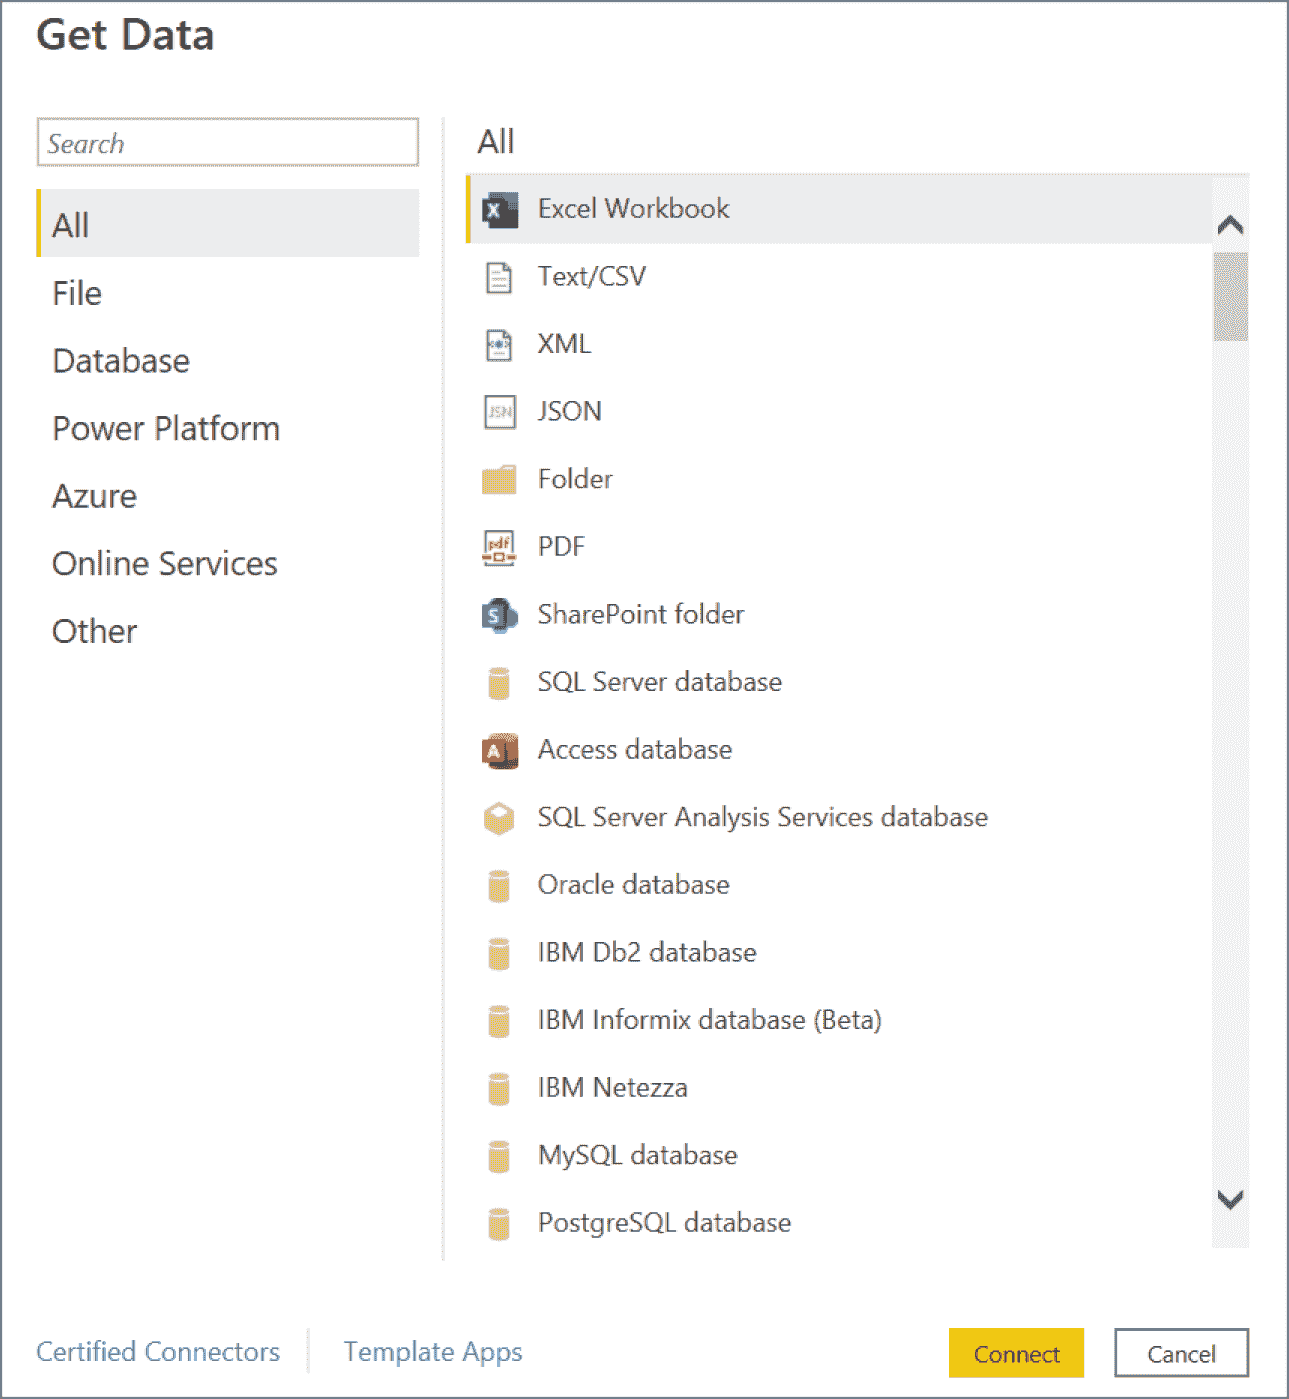 Get Data
Search
All
File
Database
Power Platform
Azure
Online Services
Other
All
Excel Workbook
Text/CSV
XML
JSON
Folder
PDF
SharePoint folder
SQL Server database
Access database
SQL Server Analysis Services database
Oracle database
IBM Db2 database
IBM Informix database (Beta)
IBM Netezza
MySQL database
PostgreSQL database
Certified Connectors
Template Apps
Connect
Cancel